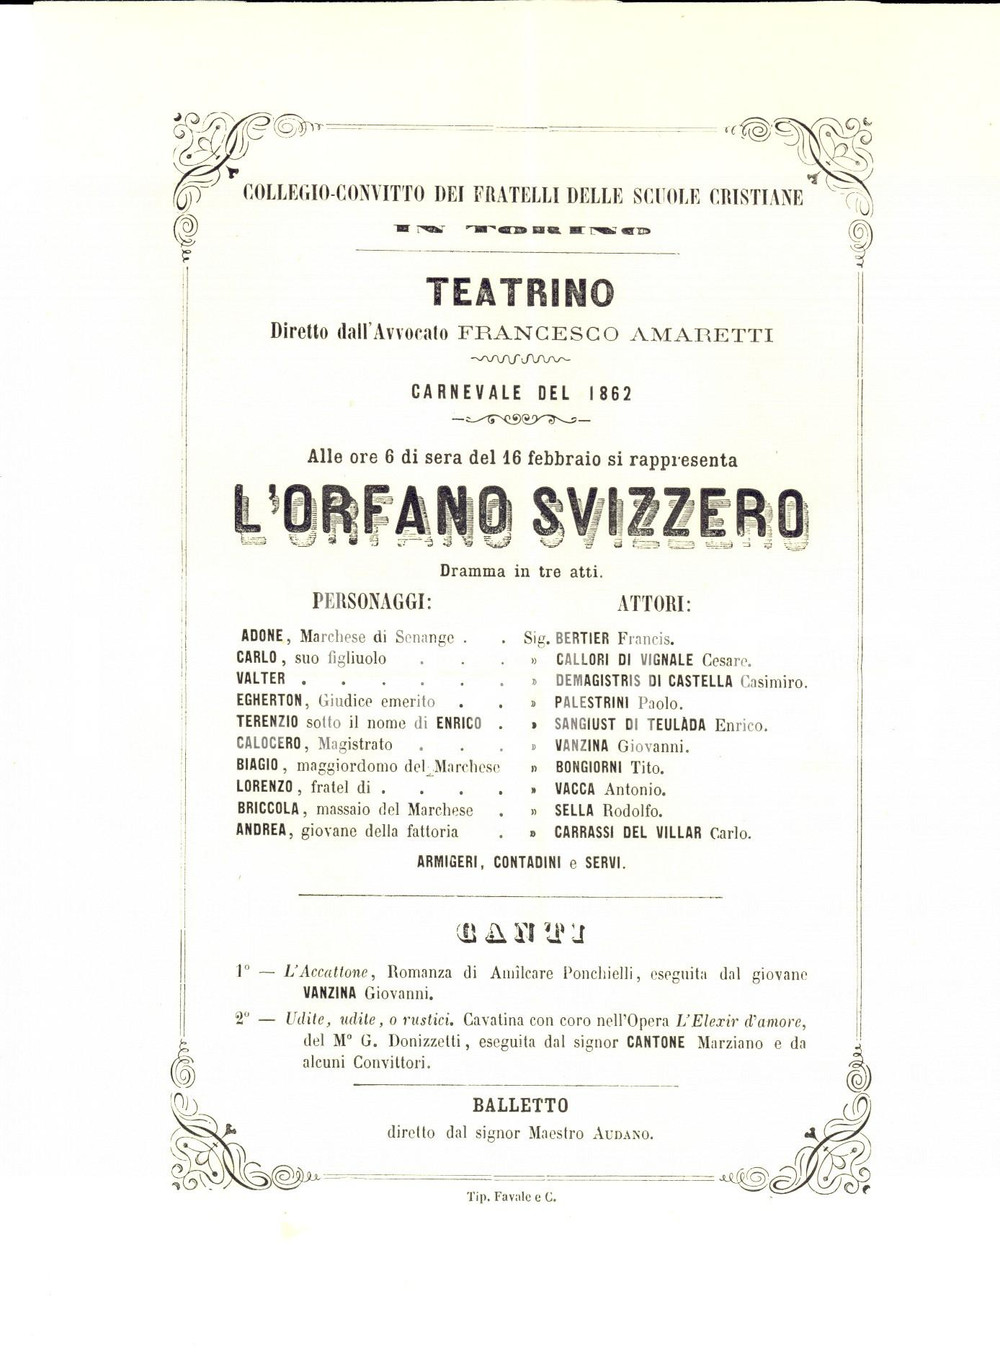 COLLEGIO-CONVITTO DEI FRATELLI DELLE SCUOLE CRISTIANE
IN TORINO
TEATRINO
Diretto dall'Avvocato FRANCESCO AMARETTI
CARNEVALE DEL 1862
Alle ore 6 di sera del 16 febbraio si rappresenta
L'ORFANO SVIZZERO
Dramma in tre atti.
PERSONAGGI: ATTORI:
ADONE, Marchese di Senange . . Sig. BERTIER Francis.
CARLO, suo figliuolo . . . » CALLORI DI VIGNALE Cesare.
VALTER . . . . . . » DEMAGISTRIS DI CASTELLA Casimiro.
EGHERTON, Giudice emerito . . » PALESTRINI Paolo.
TERENZIO sotto il nome di ENRICO . » SANGIUST DI TEULÀDA Enrico.
CALOCERO, Magistrato . . . » VANZINA Giovanni.
BIAGIO, maggiordomo del Marchese » BONGIORNI Tito.
LORENZO, fratel di . . . . » VACCA Antonio.
BRICCOLA, massaio del Marchese . » SELLA Rodolfo.
ANDREA, giovane della fattoria . » CARRASSI DEL VILLAR Carlo.
ARMIGERI, CONTADINI e SERVI.
CANTI
1° — L'Accattone, Romanza di Amilcare Ponchielli, eseguita dal giovane
VANZINA Giovanni.
2° — Udite, udite, o rustici. Cavatina con coro nell'Opera L'Elexir d'amore,
del M° G. Donizzetti, eseguita dal signor CANTONE Marziano e da
alcuni Convittori.
BALLETTO
diretto dal signor Maestro AUDANO.
Tip. Favale e C.